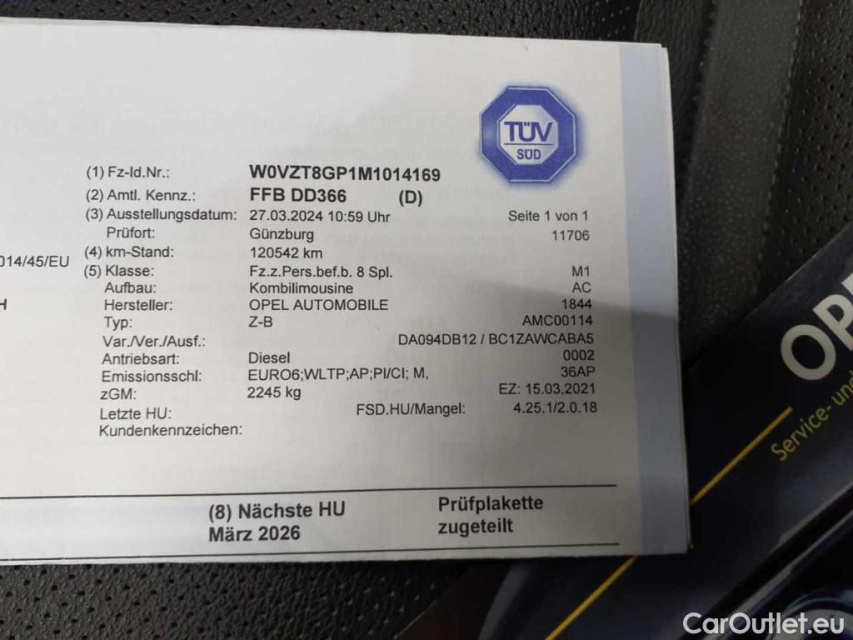 TÜV
SÜD
(1) Fz-Id.Nr.: W0VZT8GP1M1014169
(2) Amtl. Kennz.: FFB DD366 (D)
(3) Ausstellungsdatum: 27.03.2024 10:59 Uhr Seite 1 von 1
Prüfort: Günzburg 11706
014/45/EU (4) km-Stand: 120542 km
(5) Klasse: Fz.z.Pers.bef.b. 8 Spl. M1
Aufbau: Kombilimousine AC
H Hersteller: OPEL AUTOMOBILE 1844
Typ: Z-B AMC00114
Var./Ver./Ausf.: DA094DB12 / BC1ZAWCABA5
Antriebsart: Diesel 0002
Emissionsschl: EURO6;WLTP;AP;PI/CI; M, 36AP
zGM: 2245 kg EZ: 15.03.2021
Letzte HU: FSD.HU/Mangel: 4.25.1/2.0.18
Kundenkennzeichen:
(8) Nächste HU Prüfplakette
März 2026 zugeteilt
OPE
Service- und
CarOutlet.eu